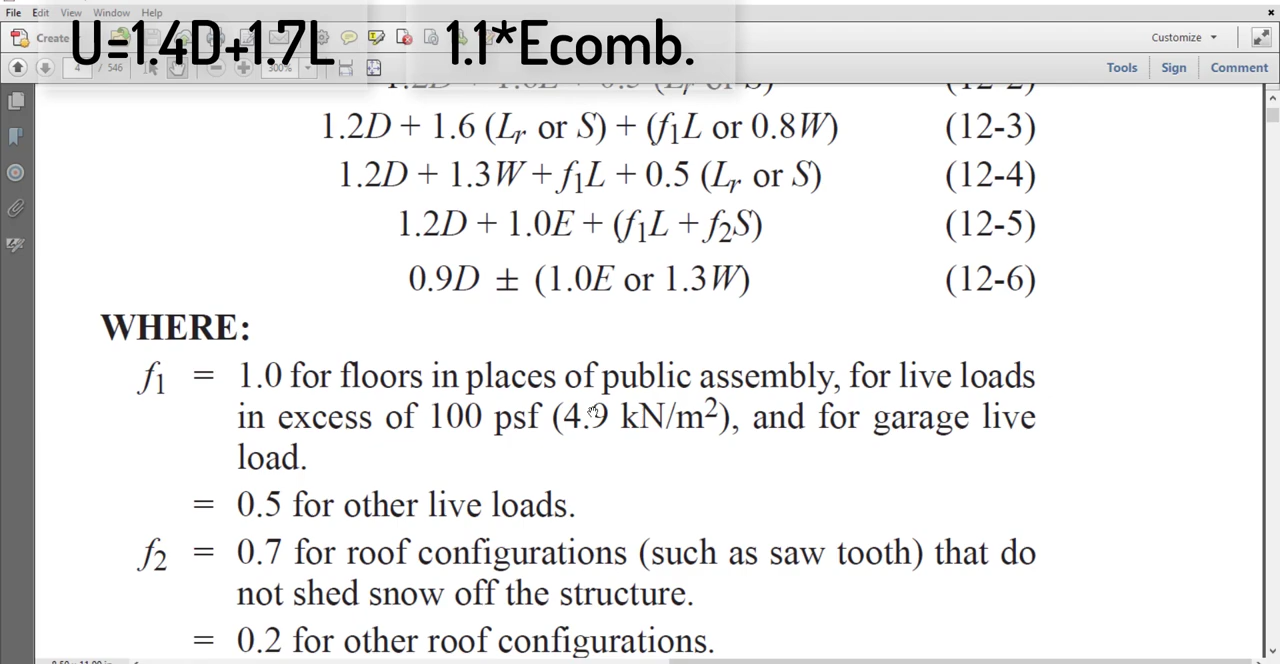 File Edit View Window Help
U=1.4D+1.7L 1.1*Ecomb.
Create
Customize
4 / 546 300% Tools Sign Comment
1.2D + 1.6 (Lr or S) + (f1L or 0.8W) (12-3)
1.2D + 1.3W + f1L + 0.5 (Lr or S) (12-4)
1.2D + 1.0E + (f1L + f2S) (12-5)
0.9D ± (1.0E or 1.3W) (12-6)
WHERE:
f1 = 1.0 for floors in places of public assembly, for live loads
in excess of 100 psf (4.9 kN/m2), and for garage live
load.
= 0.5 for other live loads.
f2 = 0.7 for roof configurations (such as saw tooth) that do
not shed snow off the structure.
= 0.2 for other roof configurations.